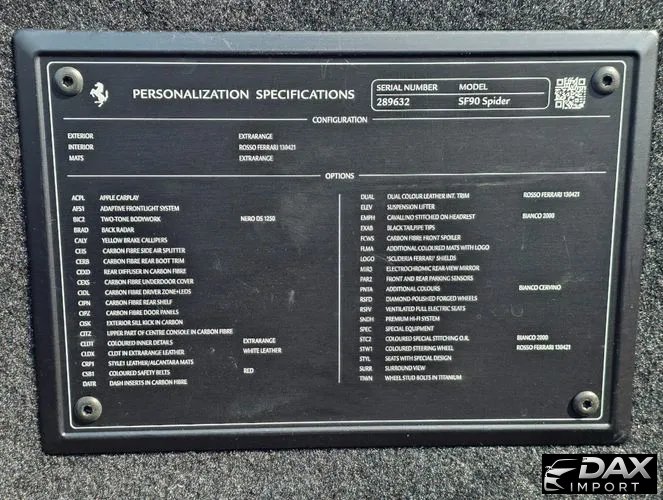 PERSONALIZATION SPECIFICATIONS
SERIAL NUMBER MODEL
289632 SF90 Spider
CONFIGURATION
EXTERIOR EXTRARANGE
INTERIOR ROSSO FERRARI 130421
MATS EXTRARANGE
OPTIONS
ACPL APPLE CARPLAY
AFS1 ADAPTIVE FRONTLIGHT SYSTEM
BIC2 TWO-TONE BODYWORK NERO DS 1250
BRAD BACK RADAR
CALY YELLOW BRAKE CALLIPERS
CEIS CARBON FIBRE SIDE AIR SPLITTER
CERB CARBON FIBRE REAR BOOT TRIM
CEXD REAR DIFFUSER IN CARBON FIBRE
CEXG CARBON FIBRE UNDERDOOR COVER
CIDL CARBON FIBRE DRIVER ZONE+LEDS
CIPN CARBON FIBRE REAR SHELF
CIPZ CARBON FIBRE DOOR PANELS
CISK EXTERIOR SILL KICK IN CARBON
CITZ UPPER PART OF CENTRE CONSOLE IN CARBON FIBRE
CLDT COLOURED INNER DETAILS EXTRARANGE
CLDX CLDT IN EXTRARANGE LEATHER WHITE LEATHER
CRP1 STYLE1 LEATHER/ALCANTARA MATS
CSB1 COLOURED SAFETY BELTS RED
DATR DASH INSERTS IN CARBON FIBRE
DUAL DUAL COLOUR LEATHER INT. TRIM ROSSO FERRARI 130421
ELEV SUSPENSION LIFTER
EMPH CAVALLINO STITCHED ON HEADREST BIANCO 2000
EXAB BLACK TAILPIPE TIPS
FCWS CARBON FIBRE FRONT SPOILER
FLMA ADDITIONAL COLOURED MATS WITH LOGO
LOGO 'SCUDERIA FERRARI' SHIELDS
MIR3 ELECTROCHROMIC REAR-VIEW MIRROR
PAR2 FRONT AND REAR PARKING SENSORS
PNTA ADDITIONAL COLOURS BIANCO CERVINO
RSFD DIAMOND-POLISHED FORGED WHEELS
RSFV VENTILATED FULL ELECTRIC SEATS
SNDH PREMIUM HI-FI SYSTEM
SPEC SPECIAL EQUIPMENT
STC2 COLOURED SPECIAL STITCHING O.R. BIANCO 2000
STW1 COLOURED STEERING WHEEL ROSSO FERRARI 130421
STYL SEATS WITH SPECIAL DESIGN
SURR SURROUND VIEW
TWIN WHEEL STUD BOLTS IN TITANIUM
DAX
IMPORT